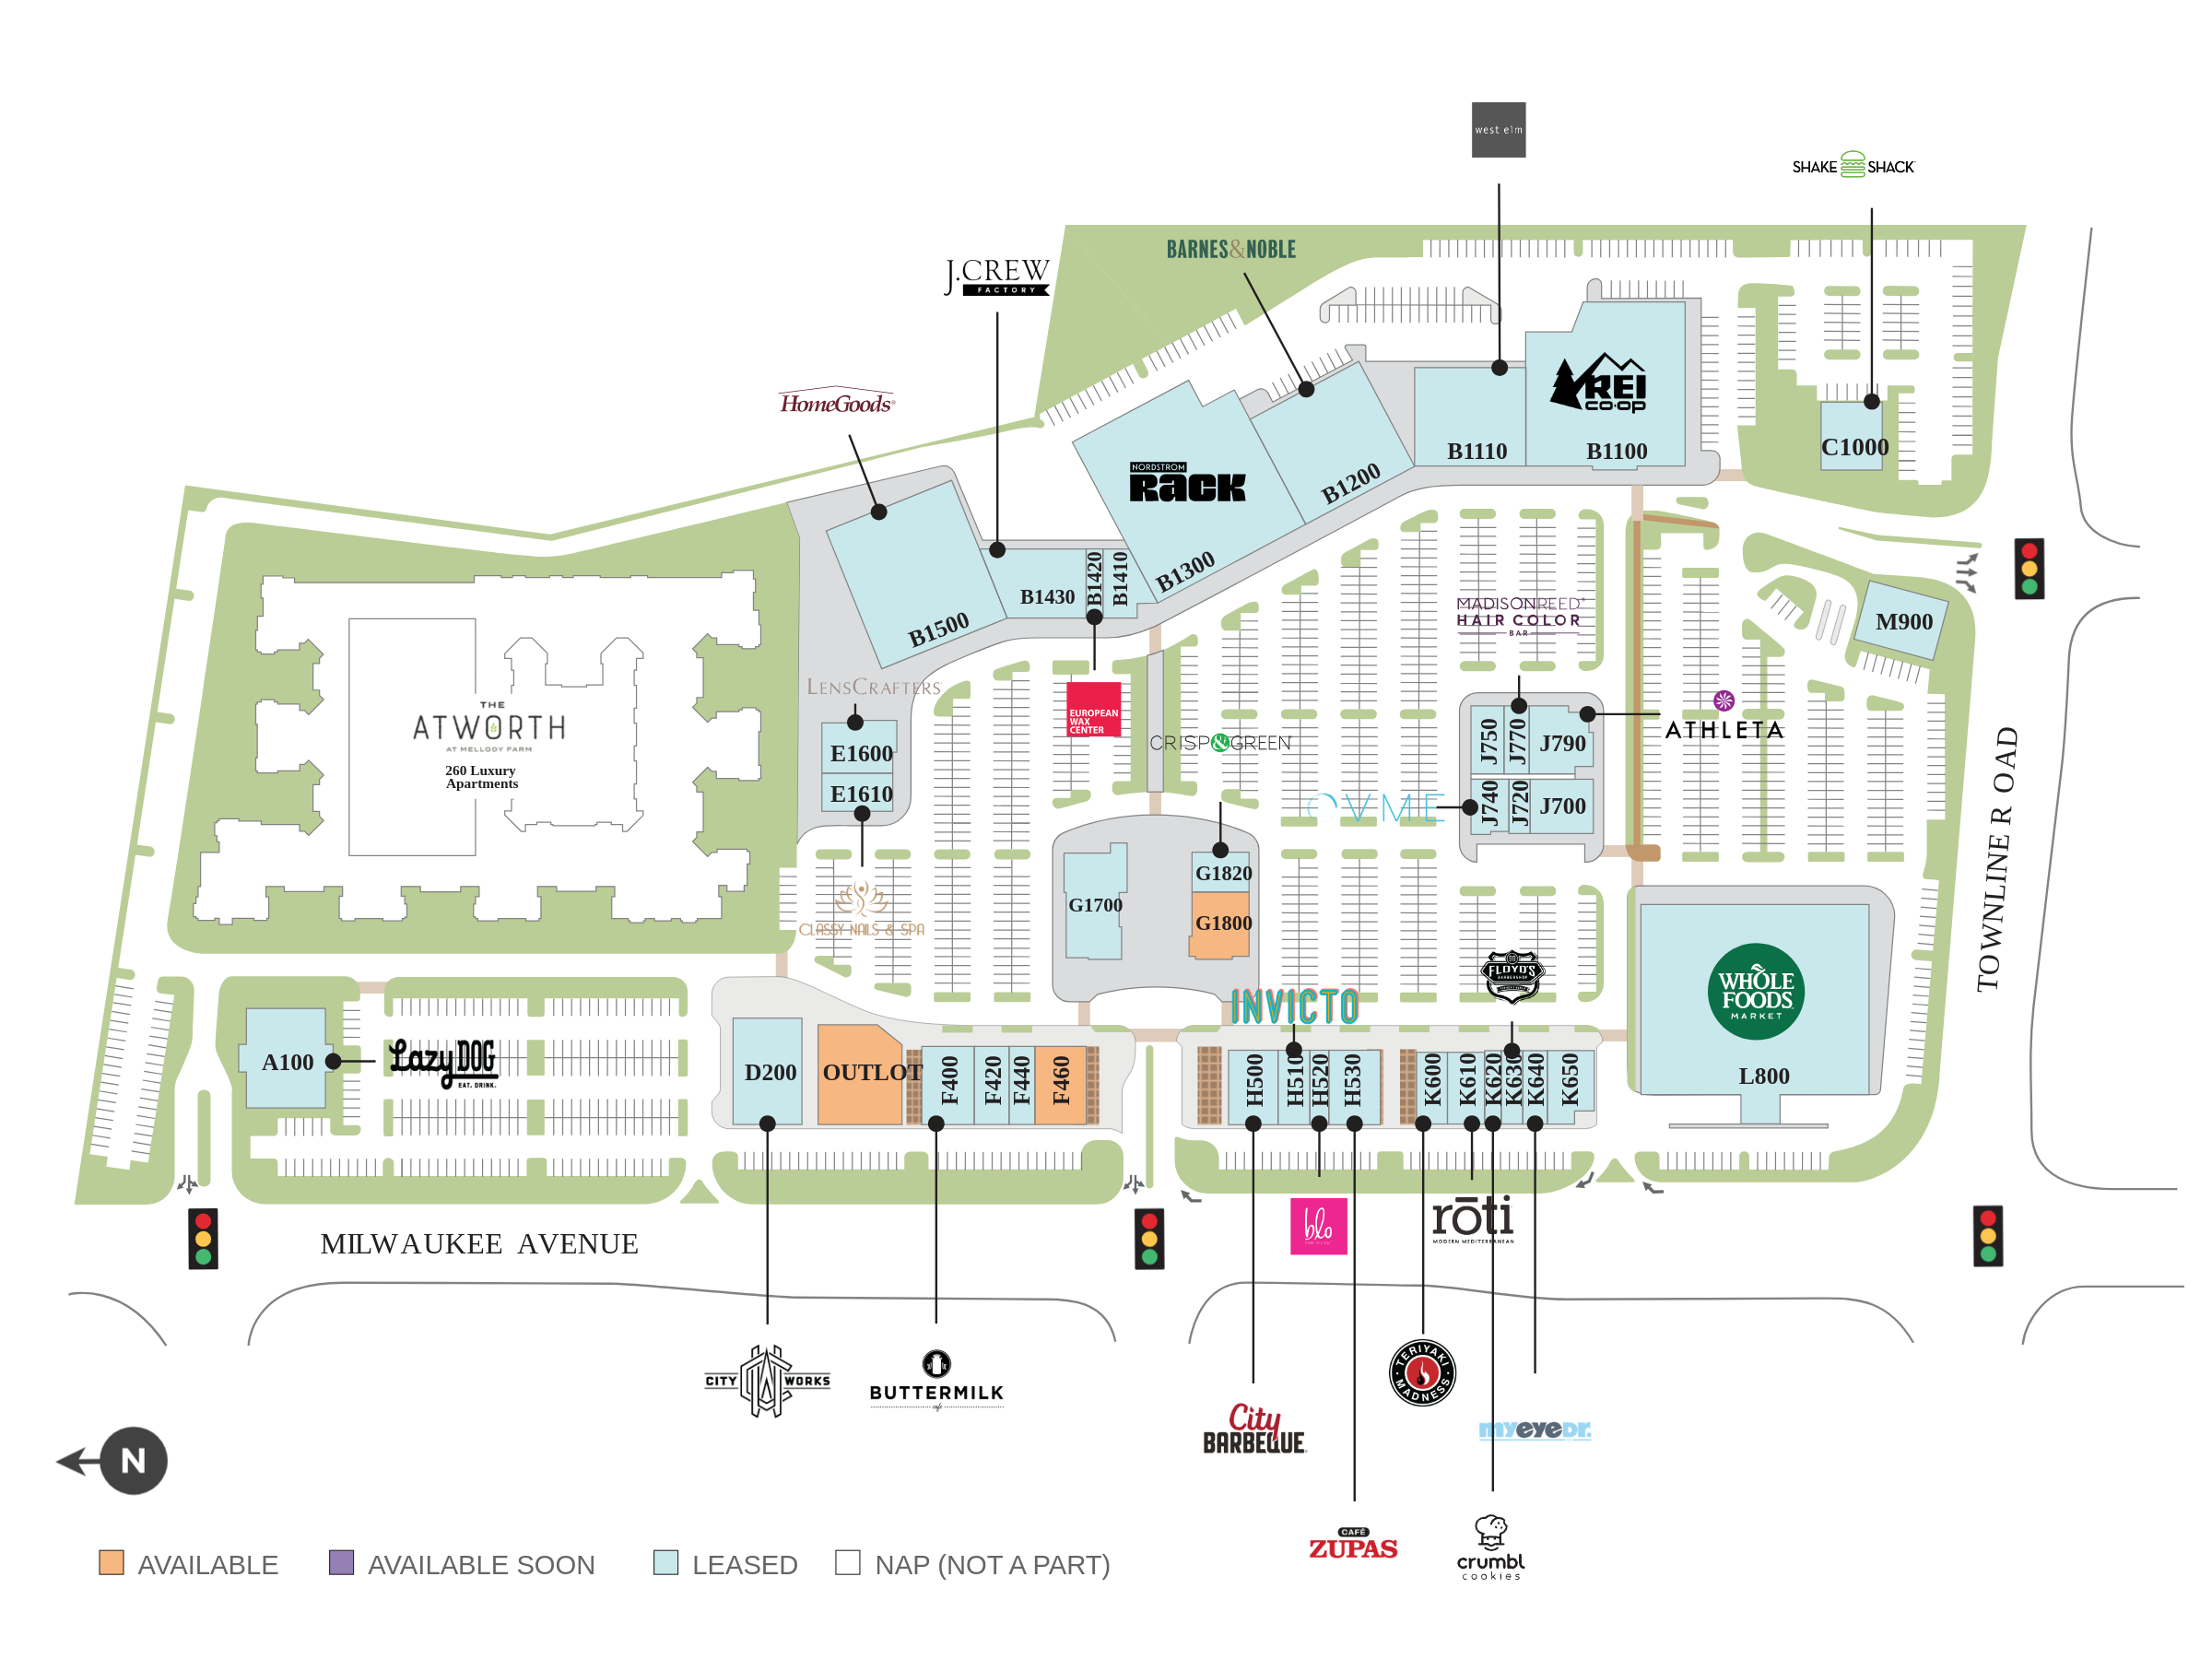 west elm
SHAKE SHACK
BARNES&NOBLE
J.CREW
FACTORY
HomeGoods
REI
CO·OP
B1110
B1100
C1000
NORDSTROM
RACK
B1200
B1300
B1500
B1430
B1420
B1410
M900
MADISON REED
HAIR COLOR
BAR
LENSCRAFTERS
EUROPEAN
WAX
CENTER
CRISP&GREEN
ATHLETA
THE
ATWORTH
AT MELLODY FARM
260 Luxury
Apartments
E1600
E1610
J750
J770
J790
OVME
J740
J720
J700
TOWNLINE ROAD
G1820
G1700
G1800
CLASSY NAILS & SPA
FLOYD'S
WHOLE
FOODS
MARKET
INVICTO
A100
Lazy DOG
EAT. DRINK.
D200
OUTLOT
F400
F420
F440
F460
H500
H510
H520
H530
K600
K610
K620
K630
K640
K650
L800
blo
rōti
MODERN MEDITERRANEAN
MILWAUKEE AVENUE
CITY WORKS
BUTTERMILK
TERIYAKI
MADNESS
City
BARBEQUE
myeyedr.
N
CAFÉ
ZUPAS
crumbl
cookies
AVAILABLE
AVAILABLE SOON
LEASED
NAP (NOT A PART)